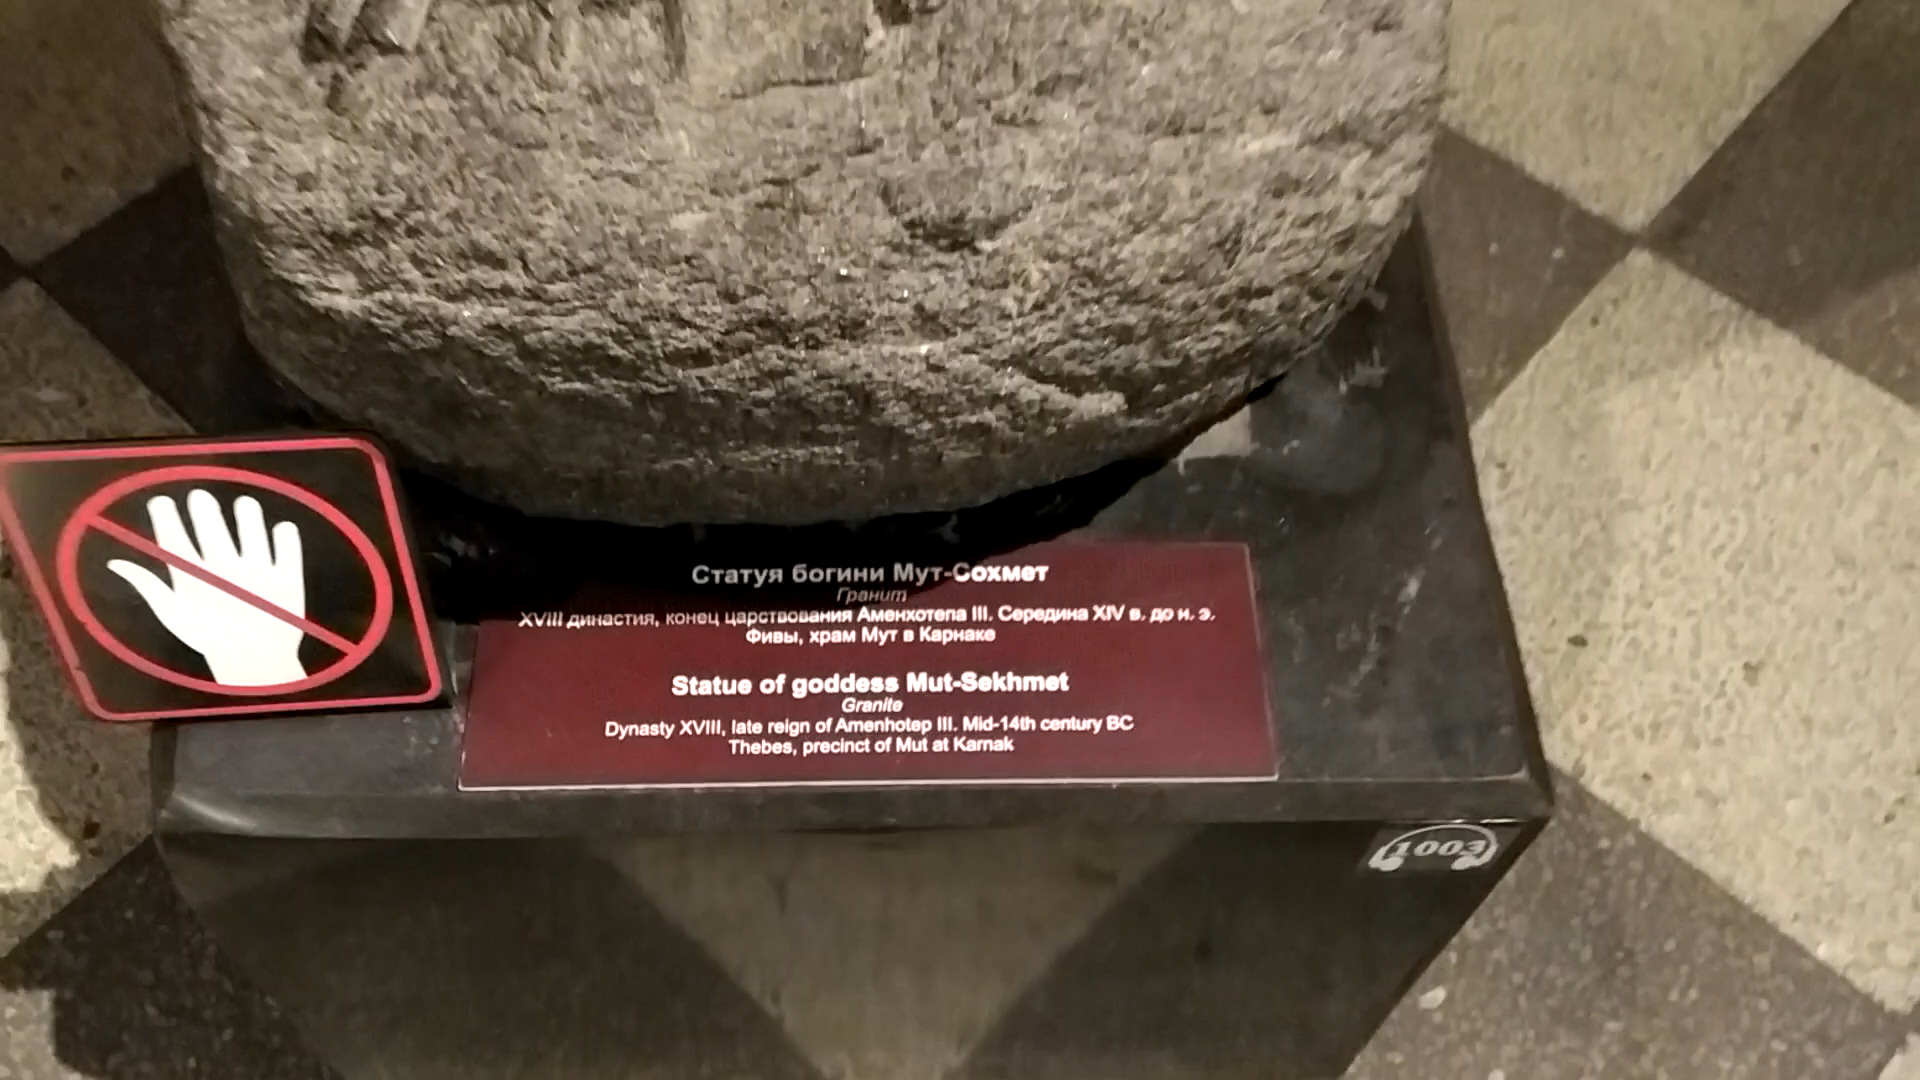 Статуя богини Мут-Сохмет
Гранит
XVIII династия, конец царствования Аменхотепа III. Середина XIV в. до н. э.
Фивы, храм Мут в Карнаке
Statue of goddess Mut-Sekhmet
Granite
Dynasty XVIII, late reign of Amenhotep III. Mid-14th century BC
Thebes, precinct of Mut at Karnak
1003